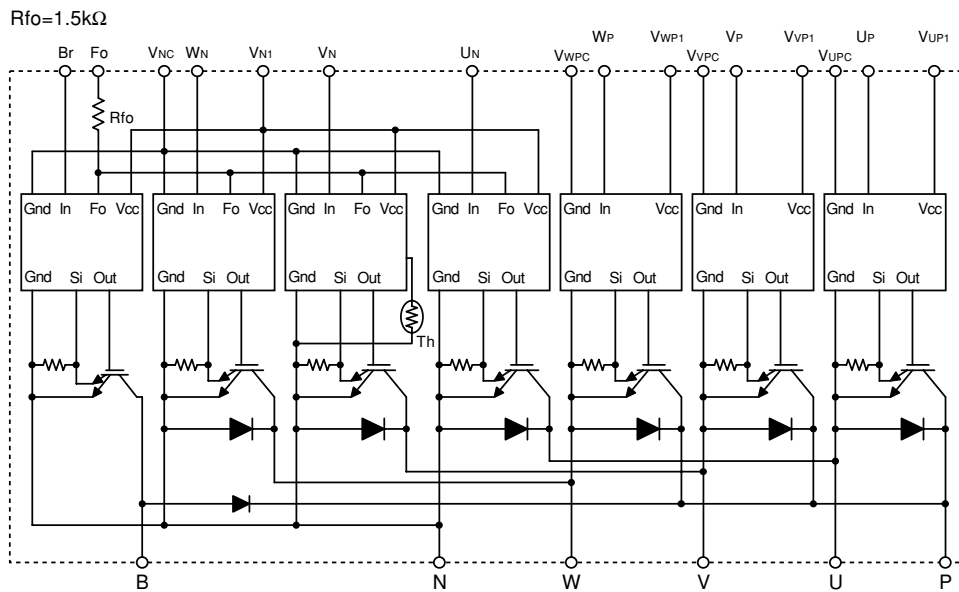 Rfo=1.5kΩ
Br Fo VNC WN VN1 VN UN VWPC WP VWP1 VVPC VP VVP1 VUPC UP VUP1
Rfo
Gnd In Fo Vcc Gnd In Fo Vcc Gnd In Fo Vcc Gnd In Fo Vcc Gnd In Vcc Gnd In Vcc Gnd In Vcc
Gnd Si Out Gnd Si Out Gnd Si Out Gnd Si Out Gnd Si Out Gnd Si Out Gnd Si Out
Th
B N W V U P